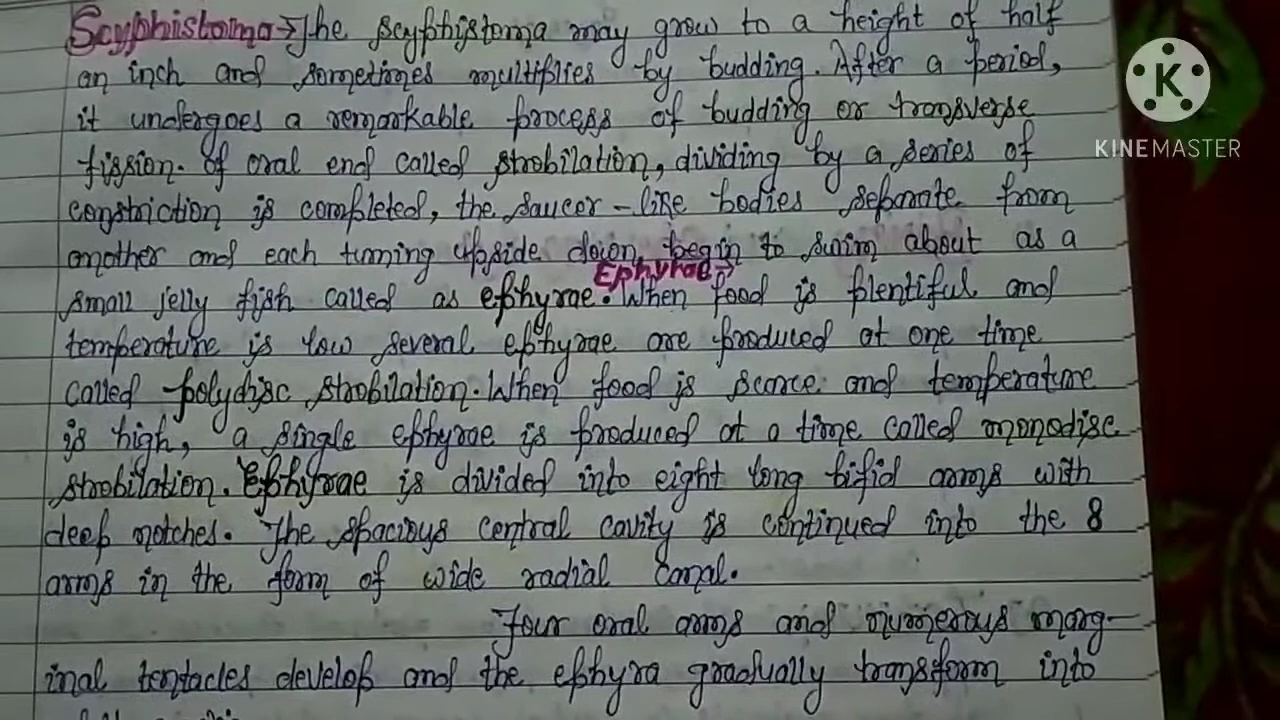 Scyphistoma → The scyphistoma may grow to a height of half
an inch and sometimes multiplies by budding. After a period,
it undergoes a remarkable process of budding or transverse
fission. Of oral end called strobilation, dividing by a series of
constriction is completed, the saucer-like bodies separate from
another and each turning upside down, begin to swim about as a
Ephyrae →
small jelly fish called as ephyrae. When food is plentiful and
temperature is low several ephyrae are produced at one time
called polydisc strobilation. When food is scarce and temperature
is high, a single ephyrae is produced at a time called monodisc
strobilation. Ephyrae is divided into eight long bifid arms with
deep notches. The spacious central cavity is continued into the 8
arms in the form of wide radial canal.
Four oral arms and numerous marg-
inal tentacles develop and the ephyra gradually transform into
K
KINEMASTER